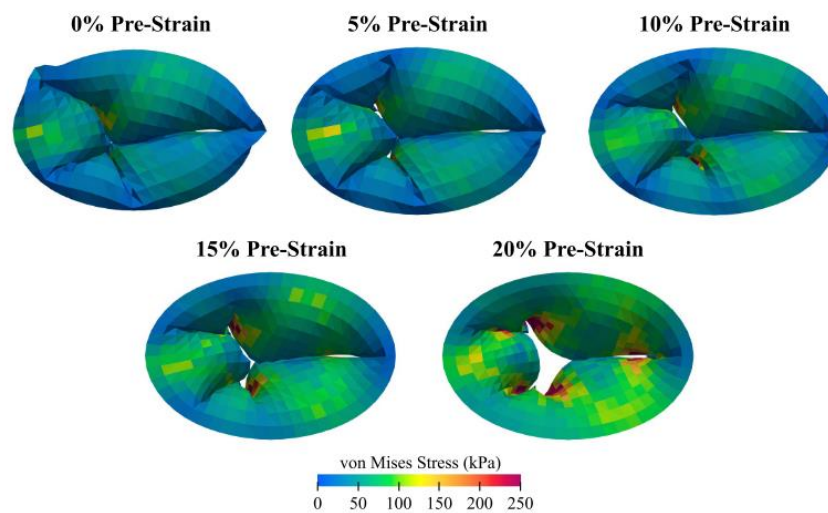 0% Pre-Strain
5% Pre-Strain
10% Pre-Strain
15% Pre-Strain
20% Pre-Strain
von Mises Stress (kPa)
0 50 100 150 200 250